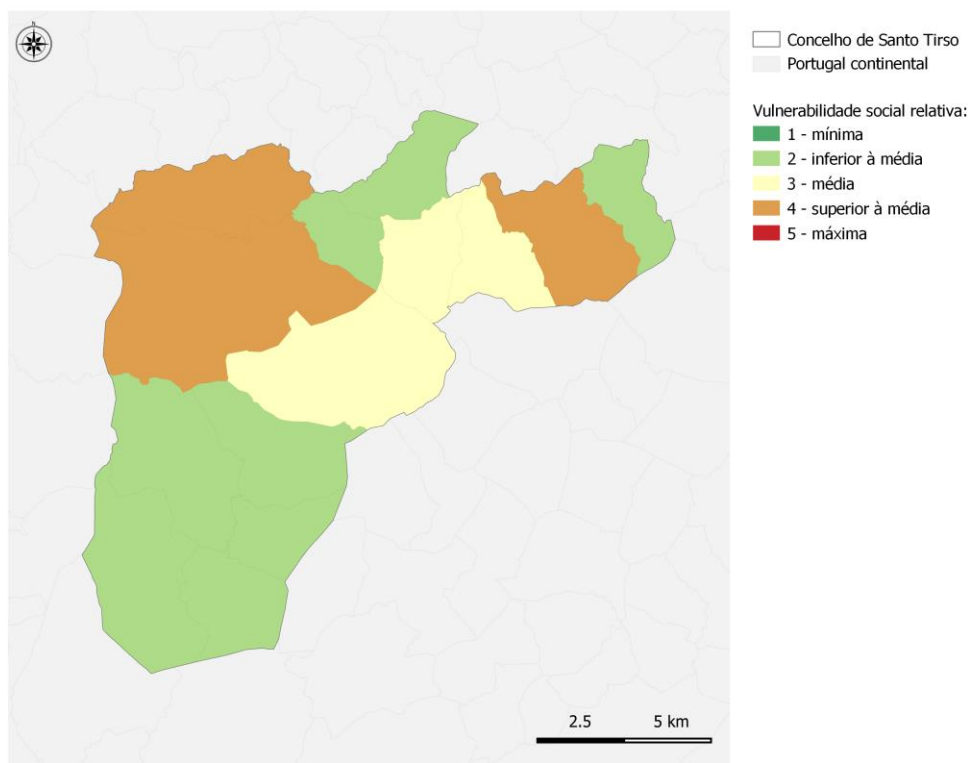 N
Concelho de Santo Tirso
Portugal continental
Vulnerabilidade social relativa:
1 - mínima
2 - inferior à média
3 - média
4 - superior à média
5 - máxima
2.5 5 km